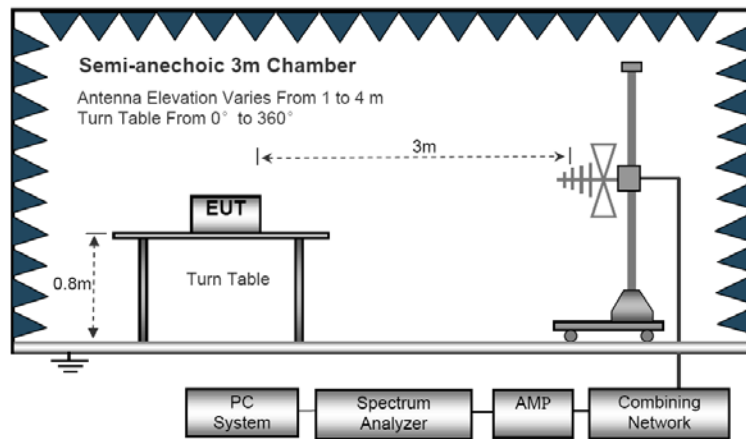 Semi-anechoic 3m Chamber
Antenna Elevation Varies From 1 to 4 m
Turn Table From 0° to 360°
3m
EUT
0.8m
Turn Table
PC
System
Spectrum
Analyzer
AMP
Combining
Network